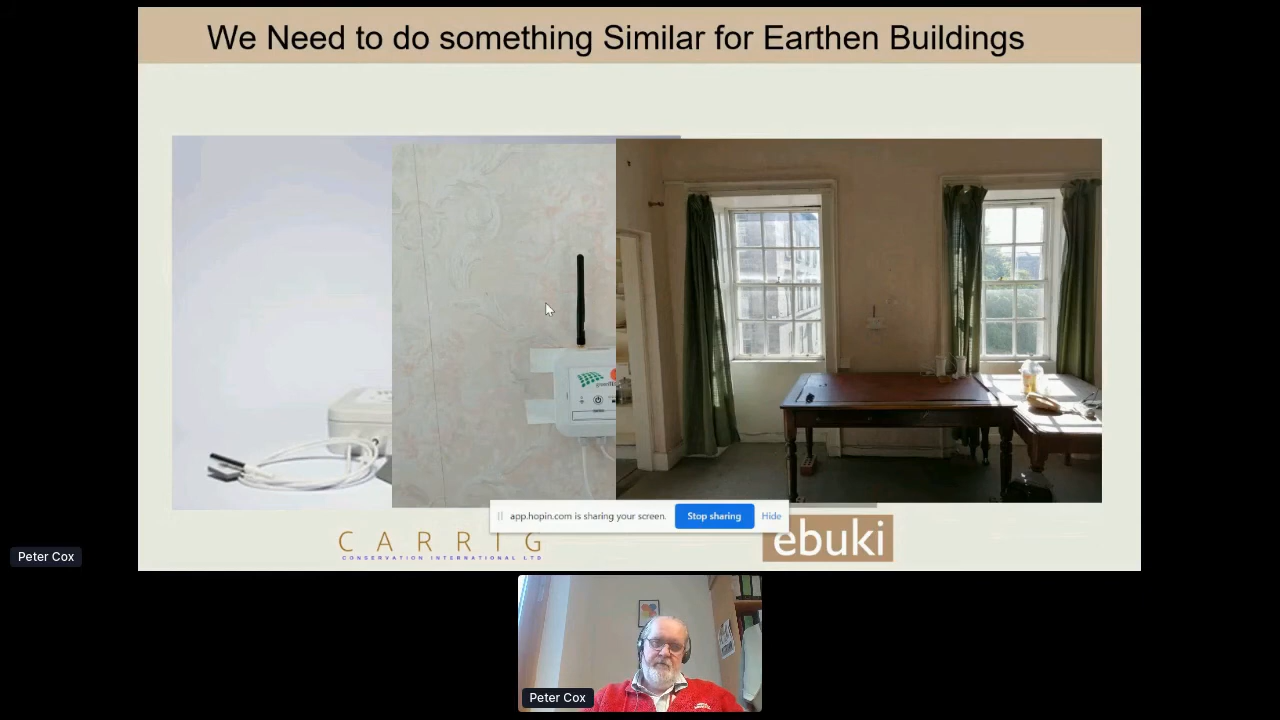 We Need to do something Similar for Earthen Buildings
app.hopin.com is sharing your screen.
Stop sharing
Hide
CARRIG
CONSERVATION INTERNATIONAL LTD
ebuki
Peter Cox
Peter Cox